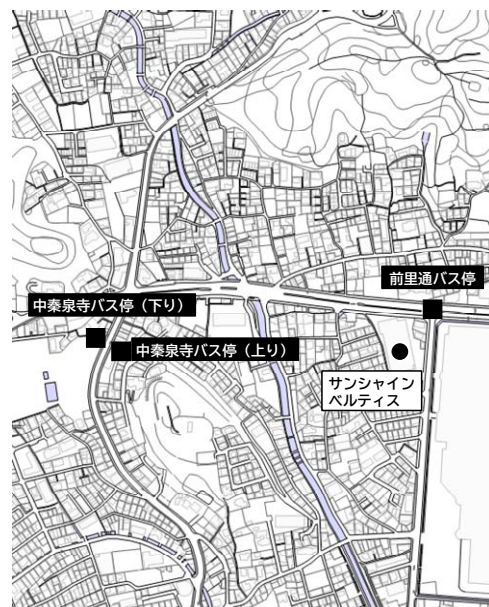 前里通バス停
中秦泉寺バス停（下り）
中秦泉寺バス停（上り）
サンシャイン
ベルティス